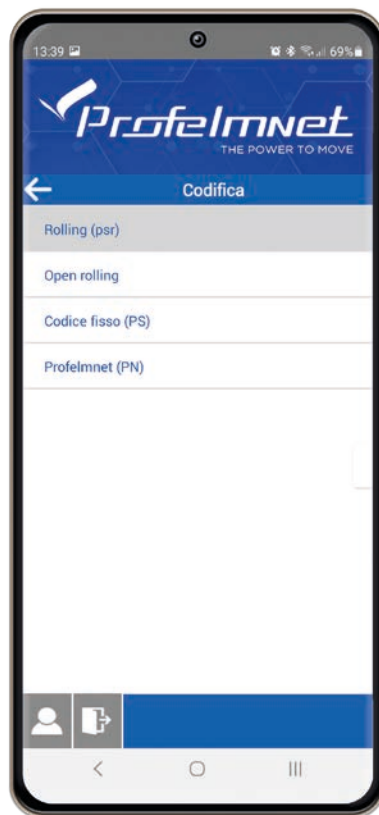 13:39 69%
Profelmnet
THE POWER TO MOVE
Codifica
Rolling (psr)
Open rolling
Codice fisso (PS)
Profelmnet (PN)